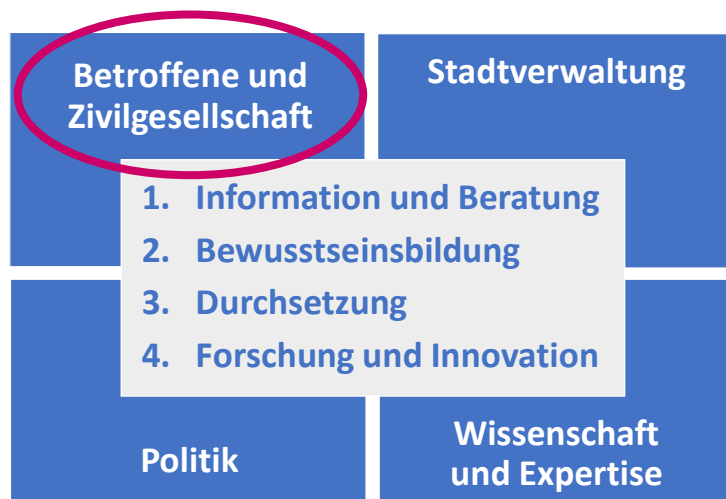 Betroffene und
Zivilgesellschaft
Stadtverwaltung
1. Information und Beratung
2. Bewusstseinsbildung
3. Durchsetzung
4. Forschung und Innovation
Politik
Wissenschaft
und Expertise